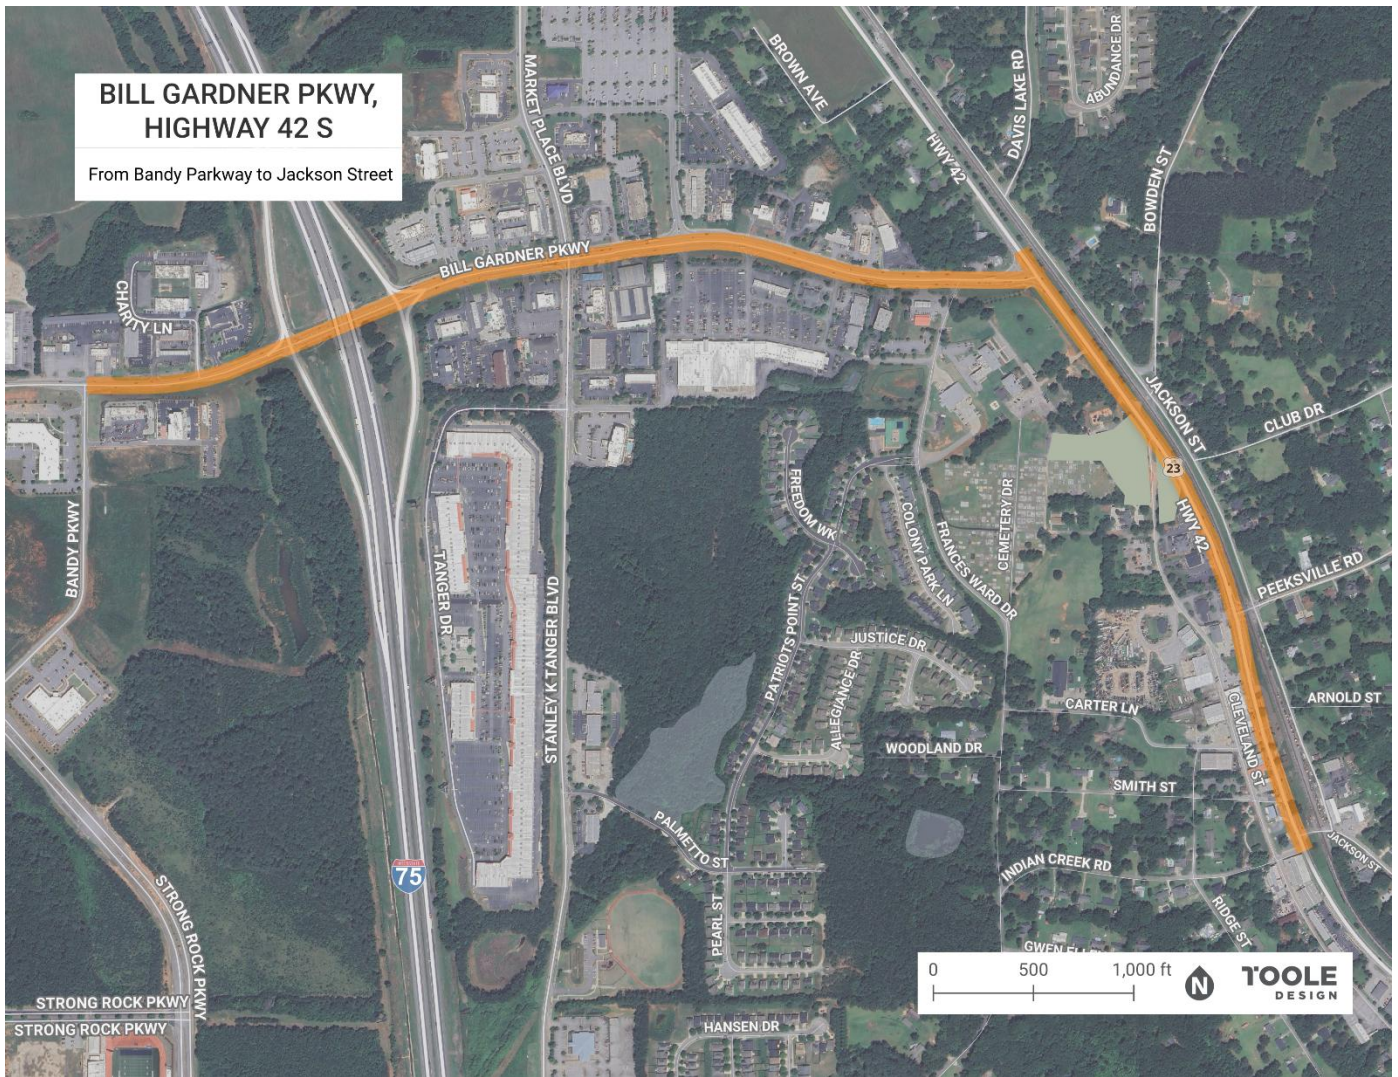 BILL GARDNER PKWY,
HIGHWAY 42 S
From Bandy Parkway to Jackson Street
MARKET PLACE BLVD
BROWN AVE
HWY 42
DAVIS LAKE RD
ABUNDANCE DR
BOWDEN ST
BILL GARDNER PKWY
CHARITY LN
JACKSON ST
CLUB DR
23
HWY 42
PEEKSVILLE RD
BANDY PKWY
TANGER DR
STANLEY K TANGER BLVD
FREEDOM WK
PATRIOTS POINT ST
COLONY PARK LN
FRANCES WARD DR
CEMETERY DR
JUSTICE DR
ALLEGIANCE DR
WOODLAND DR
CARTER LN
CLEVELAND ST
ARNOLD ST
SMITH ST
PALMETTO ST
PEARL ST
INDIAN CREEK RD
JACKSON ST
RIDGE ST
75
STRONG ROCK PKWY
STRONG ROCK PKWY
STRONG ROCK PKWY
HANSEN DR
0 500 1,000 ft
N
TOOLE
DESIGN